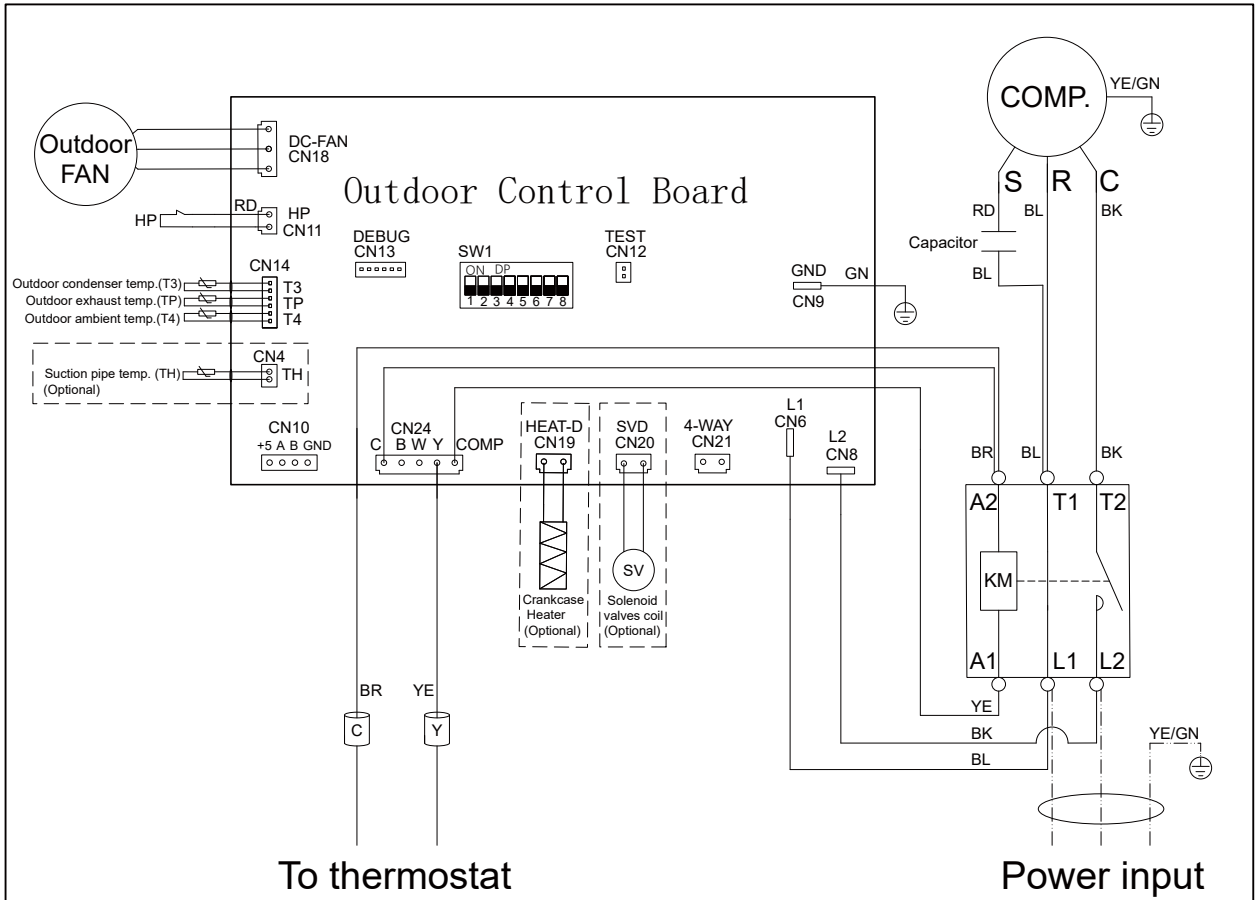 Outdoor
FAN
DC-FAN
CN18
COMP.
YE/GN
Outdoor Control Board
S R C
RD BL BK
Capacitor
BL
HP
RD
HP
CN11
DEBUG
CN13
SW1
ON DP
1 2 3 4 5 6 7 8
TEST
CN12
GND
CN9
GN
CN14
Outdoor condenser temp.(T3)
T3
Outdoor exhaust temp.(TP)
TP
Outdoor ambient temp.(T4)
T4
CN4
Suction pipe temp. (TH)
(Optional)
TH
CN10
+5 A B GND
CN24
C B W Y COMP
HEAT-D
CN19
SVD
CN20
4-WAY
CN21
L1
CN6
L2
CN8
BR BL BK
A2 T1 T2
KM
A1 L1 L2
SV
Crankcase
Heater
(Optional)
Solenoid
valves coil
(Optional)
BR YE
C Y
YE
BK
BL
YE/GN
To thermostat
Power input